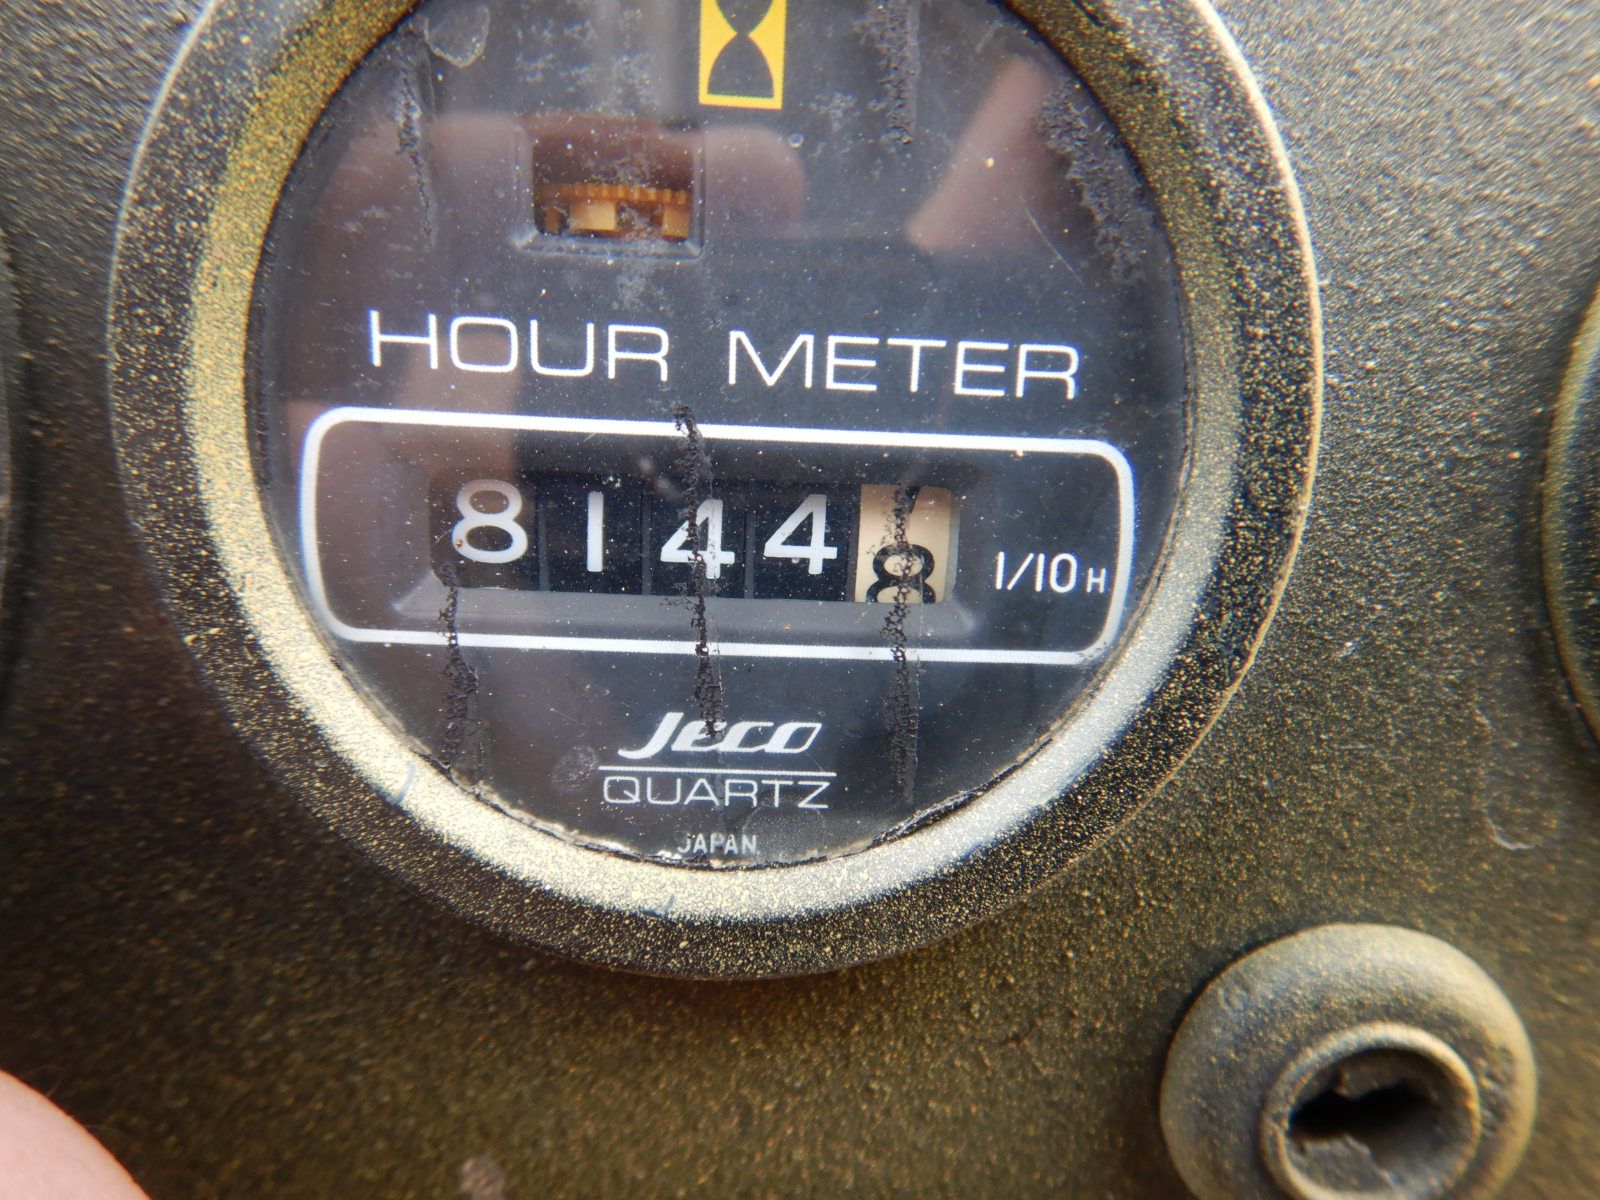 HOUR METER
81448 1/10H
Jeco
QUARTZ
JAPAN